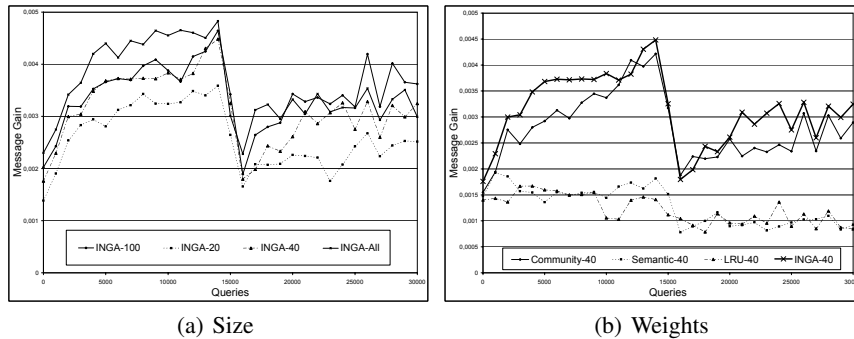 0,005
0,004
0,003
0,002
0,001
0
Message Gain
0 5000 10000 15000 20000 25000 30000
Queries
INGA-100 INGA-20 INGA-40 INGA-All
(a) Size
0,005
0,0045
0,004
0,0035
0,003
0,0025
0,002
0,0015
0,001
0,0005
0
Message Gain
0 5000 10000 15000 20000 25000 30000
Queries
Community-40 Semantic-40 LRU-40 INGA-40
(b) Weights